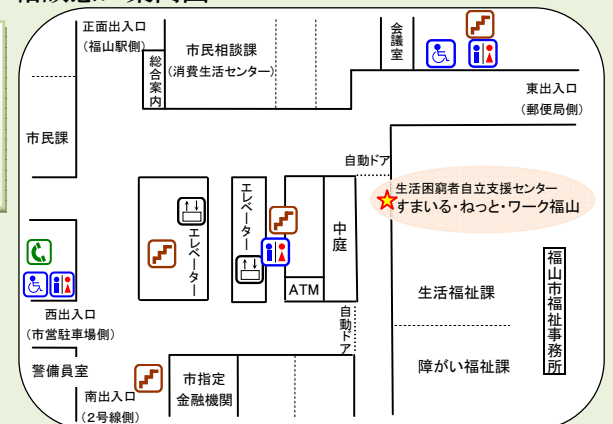 正面出入口
(福山駅側)
総合案内
市民相談課
(消費生活センター)
会議室
東出入口
(郵便局側)
市民課
自動ドア
生活困窮者自立支援センター
すまいる・ねっと・ワーク福山
エレベーター
エレベーター
中庭
ATM
自動ドア
生活福祉課
福山市福祉事務所
西出入口
(市営駐車場側)
障がい福祉課
警備員室
南出入口
(2号線側)
市指定
金融機関